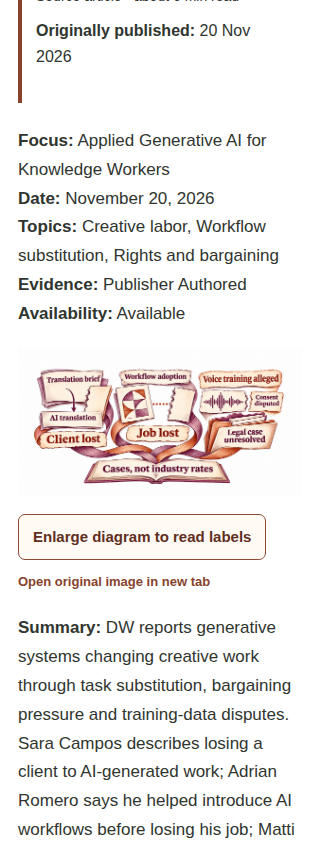 Originally published: 20 Nov
2026
Focus: Applied Generative AI for
Knowledge Workers
Date: November 20, 2026
Topics: Creative labor, Workflow
substitution, Rights and bargaining
Evidence: Publisher Authored
Availability: Available
Translation brief
AI translation
Client lost
Workflow adoption
Job lost
Voice training alleged
Consent
disputed
Legal case
unresolved
Cases, not industry rates
Enlarge diagram to read labels
Open original image in new tab
Summary: DW reports generative
systems changing creative work
through task substitution, bargaining
pressure and training-data disputes.
Sara Campos describes losing a
client to AI-generated work; Adrian
Romero says he helped introduce AI
workflows before losing his job; Matti